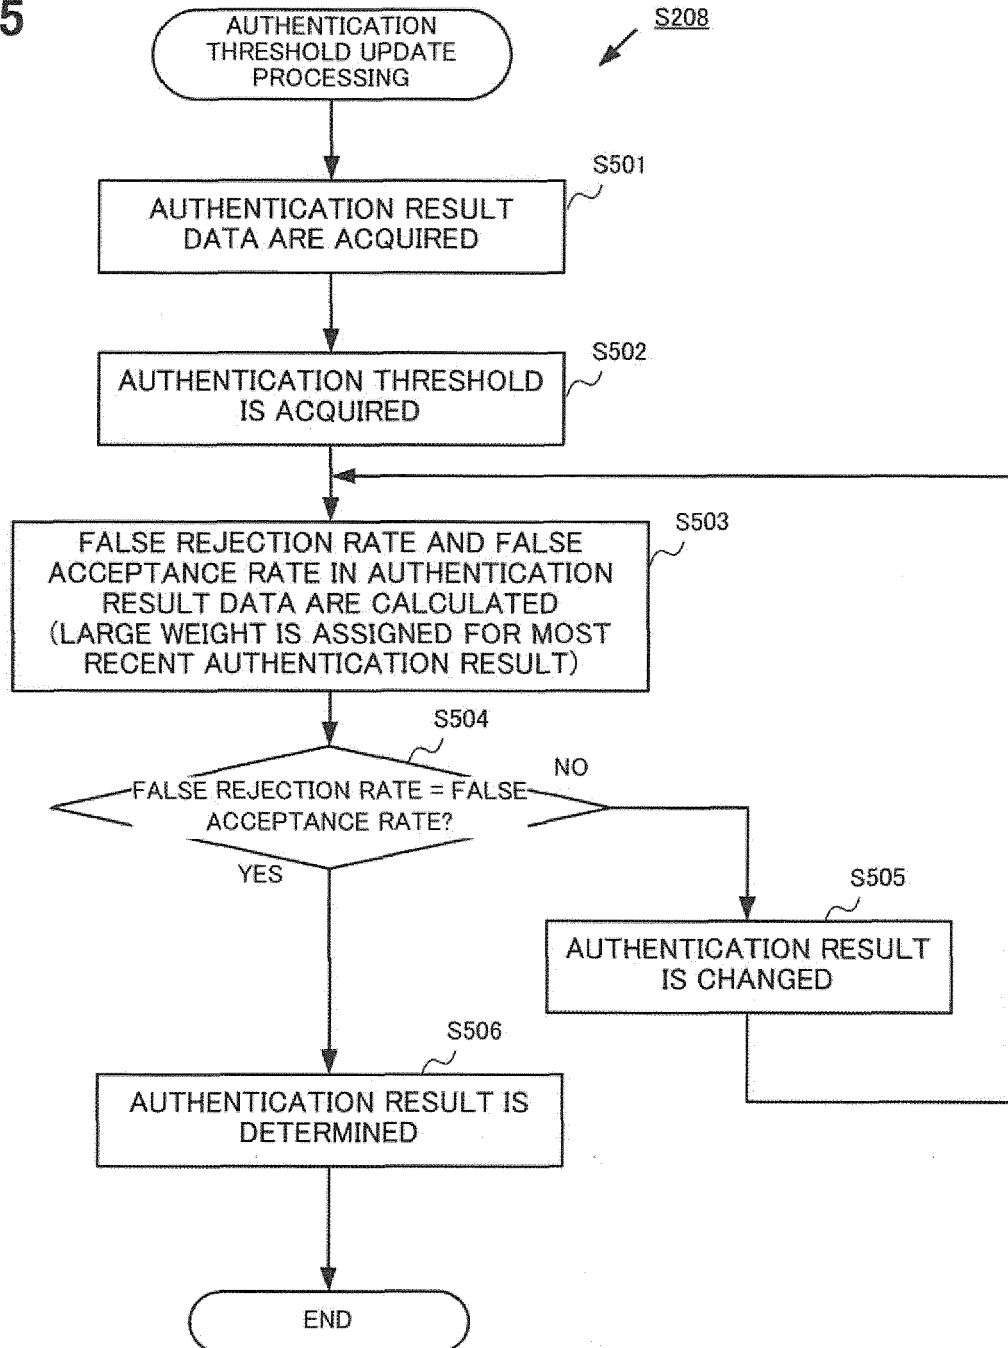 5
S208
AUTHENTICATION
THRESHOLD UPDATE
PROCESSING
S501
AUTHENTICATION RESULT
DATA ARE ACQUIRED
S502
AUTHENTICATION THRESHOLD
IS ACQUIRED
S503
FALSE REJECTION RATE AND FALSE
ACCEPTANCE RATE IN AUTHENTICATION
RESULT DATA ARE CALCULATED
(LARGE WEIGHT IS ASSIGNED FOR MOST
RECENT AUTHENTICATION RESULT)
S504
FALSE REJECTION RATE = FALSE
ACCEPTANCE RATE?
NO
YES
S505
AUTHENTICATION RESULT
IS CHANGED
S506
AUTHENTICATION RESULT IS
DETERMINED
END